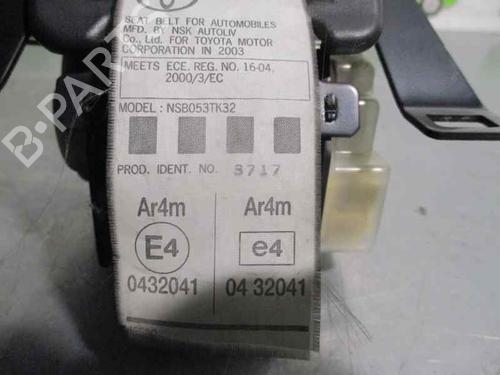 SEAT BELT FOR AUTOMOBILES
MFD. BY NSK AUTOLIV
Co., Ltd. FOR TOYOTA MOTOR
CORPORATION IN 2003
MEETS ECE. REG. NO. 16-04,
2000/3/EC
MODEL : NSB053TK32
PROD. IDENT. NO. 3717
Ar4m Ar4m
E4 e4
0432041 04 32041
B-PARTS